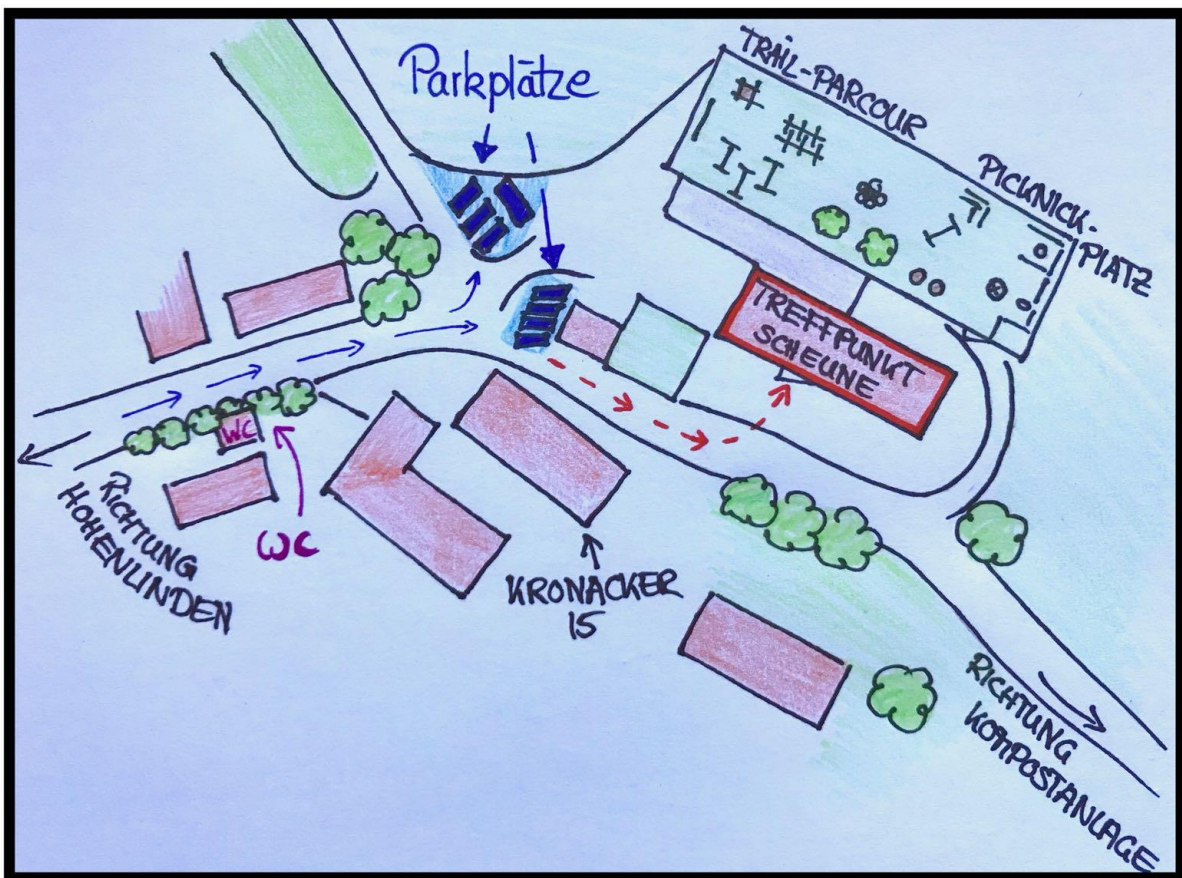 Parkplätze
TRAIL-PARCOUR
PICKNICK-
PLATZ
TREFFPUNKT
SCHEUNE
WC
WC
RICHTUNG
HOHENLINDEN
KRONACKER
15
RICHTUNG
KOMPOSTANLAGE